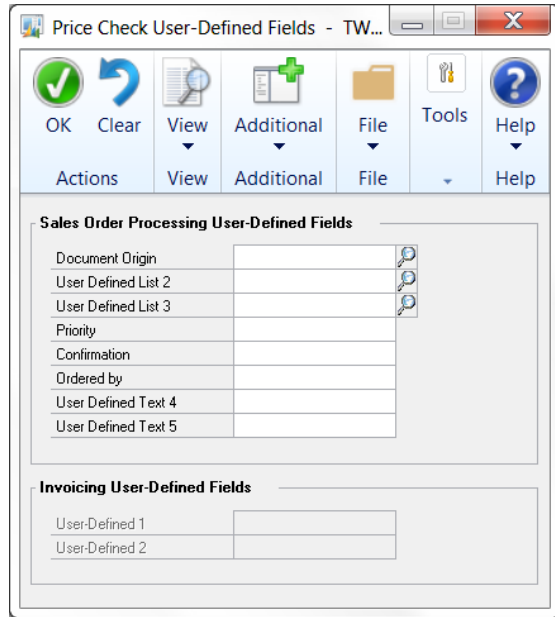 Price Check User-Defined Fields - TW...
OK Clear View Additional File Tools Help
Actions View Additional File Help
Sales Order Processing User-Defined Fields
Document Origin
User Defined List 2
User Defined List 3
Priority
Confirmation
Ordered by
User Defined Text 4
User Defined Text 5
Invoicing User-Defined Fields
User-Defined 1
User-Defined 2